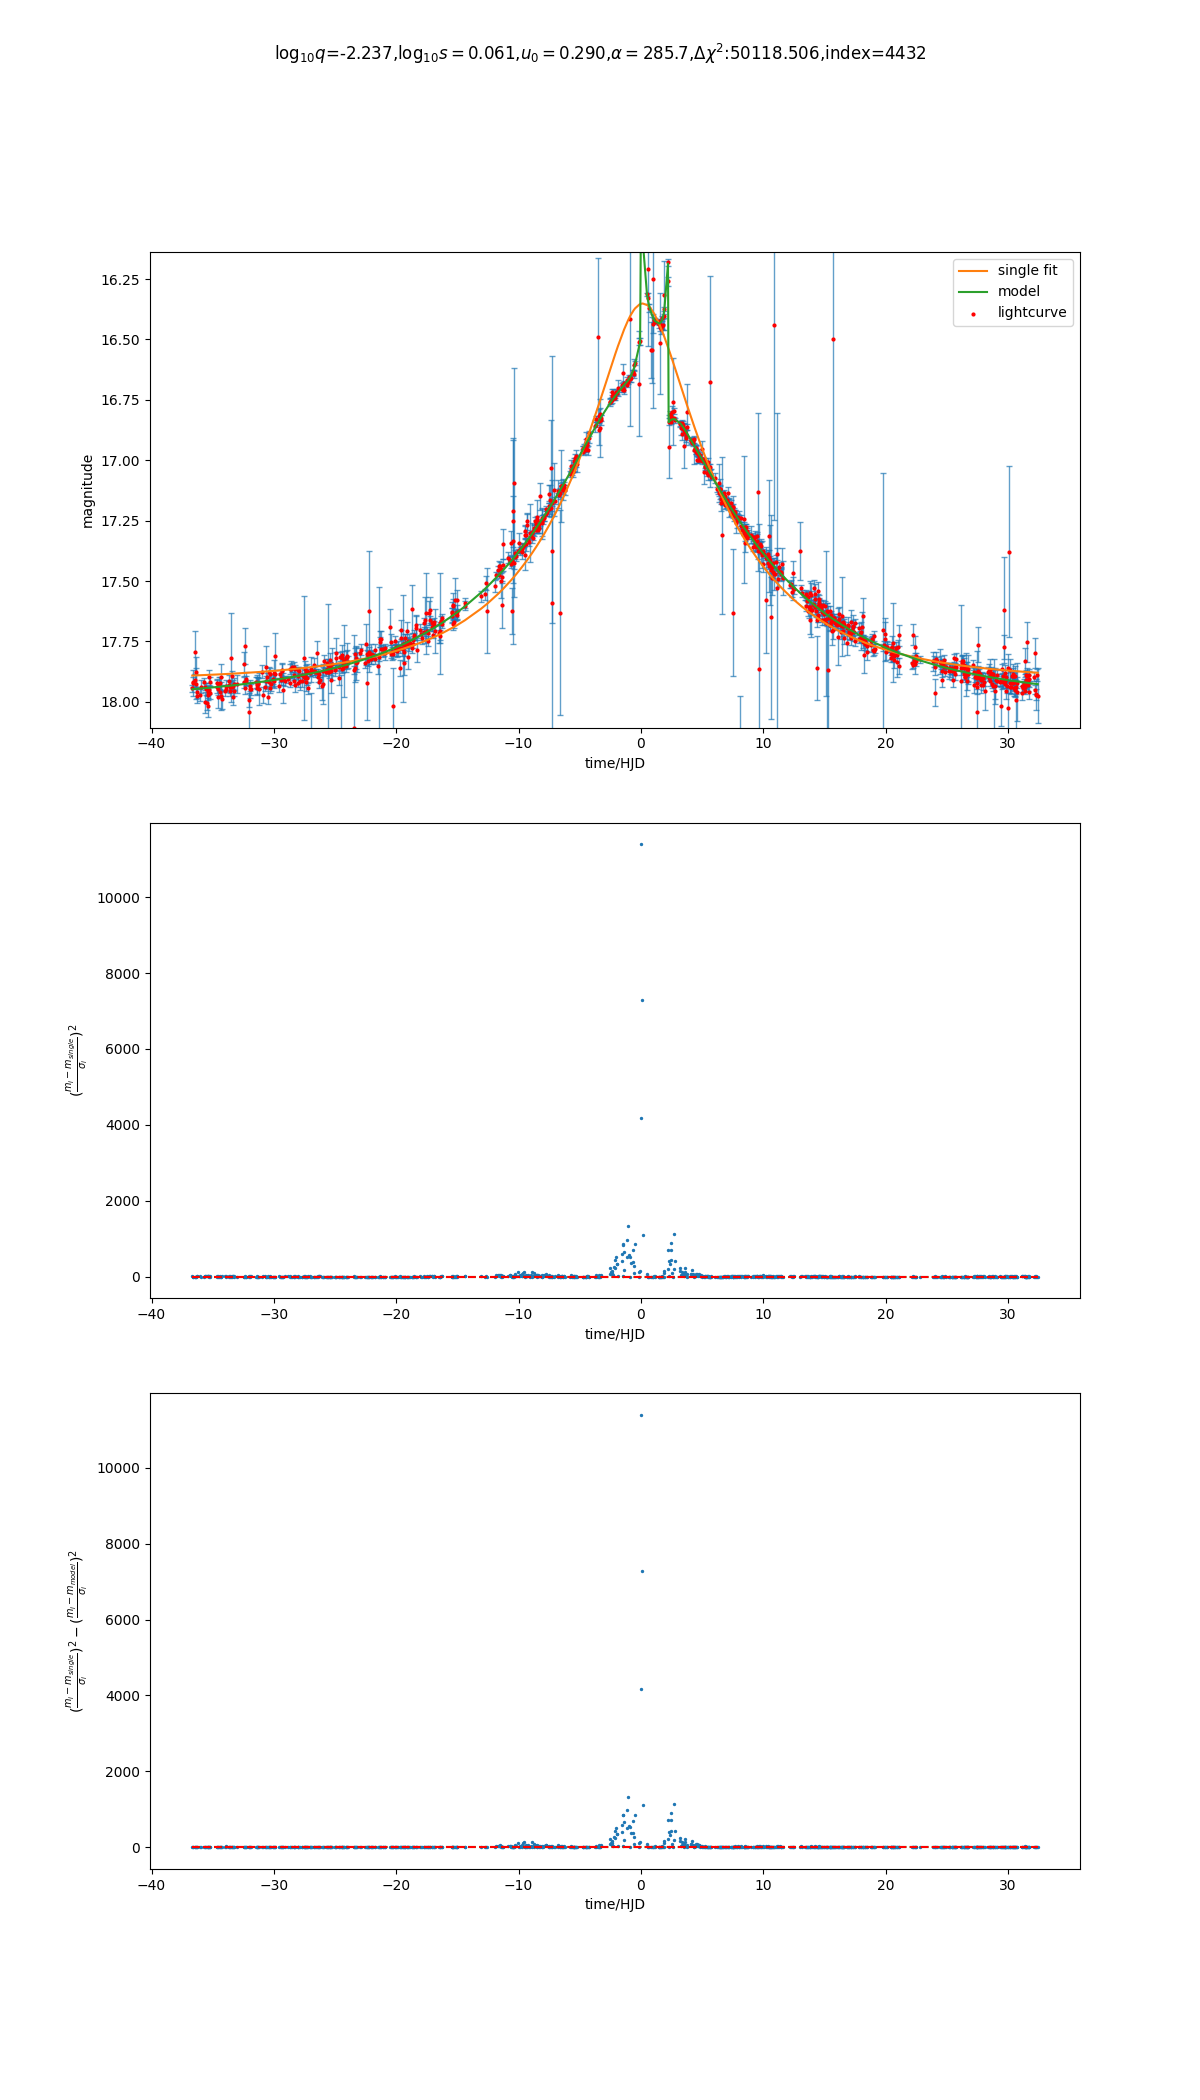 log₁₀q=-2.237,log₁₀s = 0.061,u₀ = 0.290,α = 285.7,Δχ²:50118.506,index=4432
16.25
16.50
16.75
17.00
17.25
17.50
17.75
18.00
magnitude
single fit
model
lightcurve
−40 −30 −20 −10 0 10 20 30
time/HJD
10000
8000
6000
4000
2000
0
((mᵢ − m_single)/σᵢ)²
−40 −30 −20 −10 0 10 20 30
time/HJD
10000
8000
6000
4000
2000
0
((mᵢ − m_single)/σᵢ)² − ((mᵢ − m_model)/σᵢ)²
−40 −30 −20 −10 0 10 20 30
time/HJD